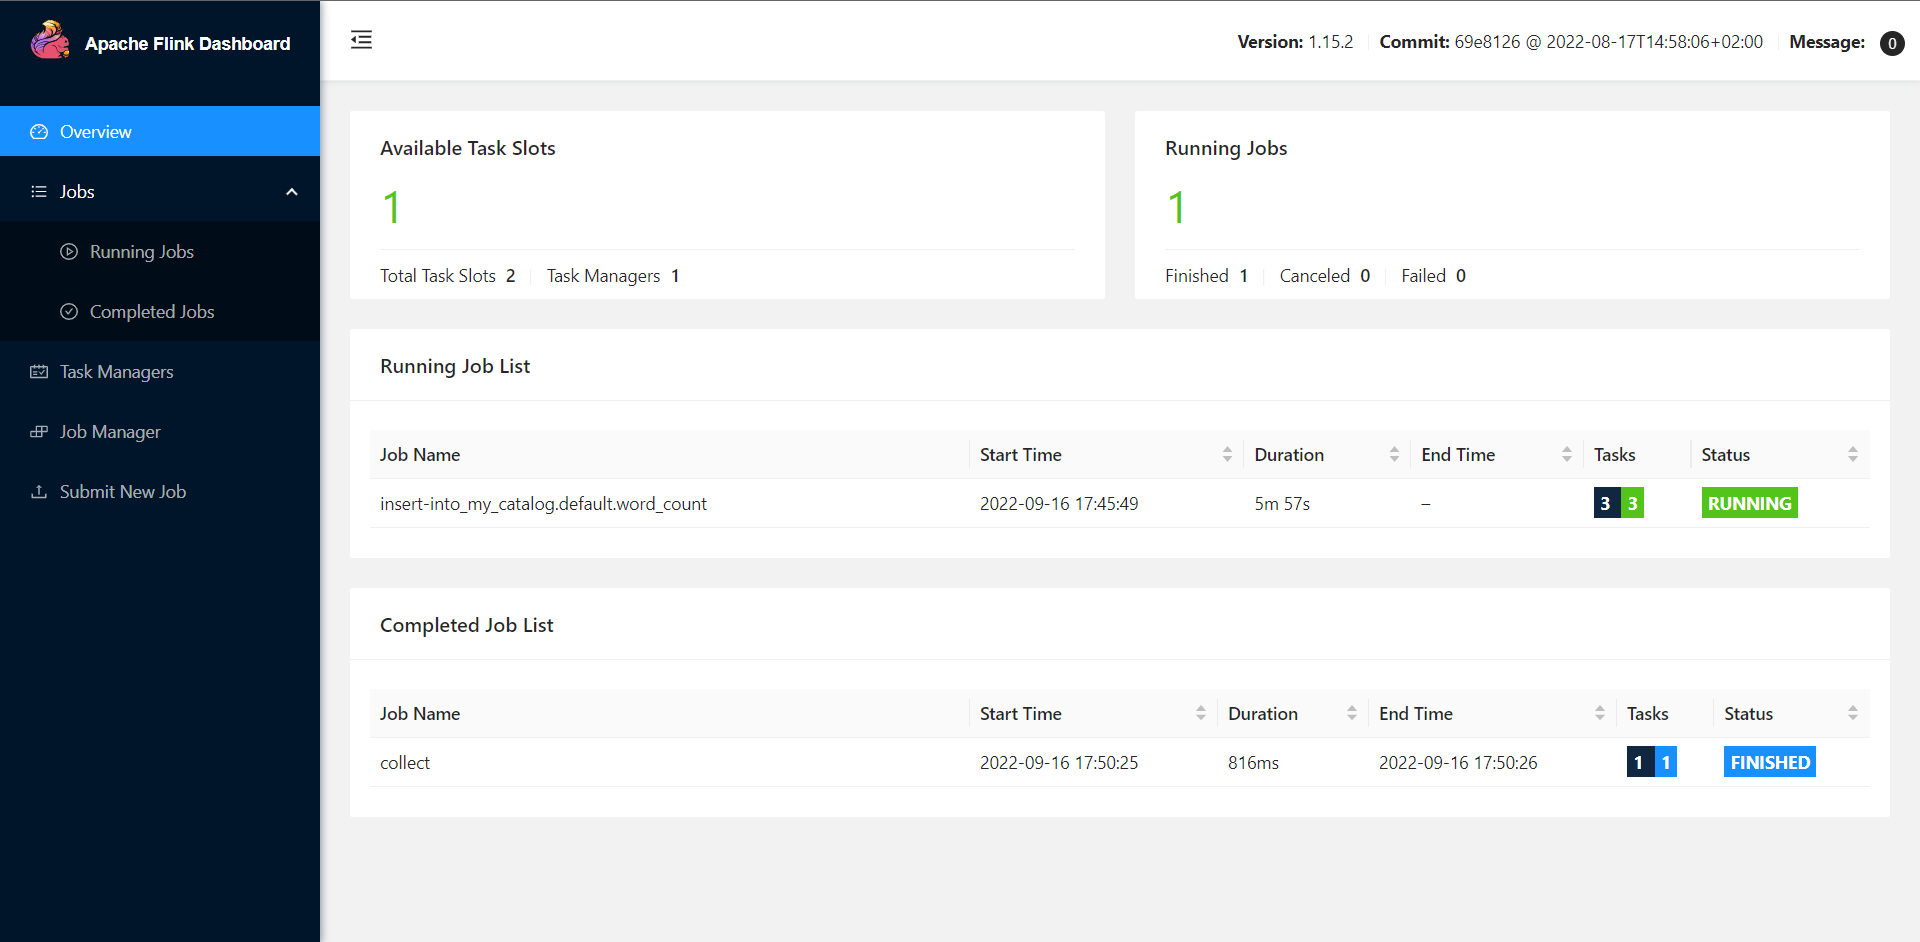 Apache Flink Dashboard
Version: 1.15.2 Commit: 69e8126 @ 2022-08-17T14:58:06+02:00 Message: 0
Overview
Jobs
Running Jobs
Completed Jobs
Task Managers
Job Manager
Submit New Job
Available Task Slots
1
Total Task Slots 2 Task Managers 1
Running Jobs
1
Finished 1 Canceled 0 Failed 0
Running Job List
Job Name Start Time Duration End Time Tasks Status
insert-into_my_catalog.default.word_count 2022-09-16 17:45:49 5m 57s – 3 3 RUNNING
Completed Job List
Job Name Start Time Duration End Time Tasks Status
collect 2022-09-16 17:50:25 816ms 2022-09-16 17:50:26 1 1 FINISHED